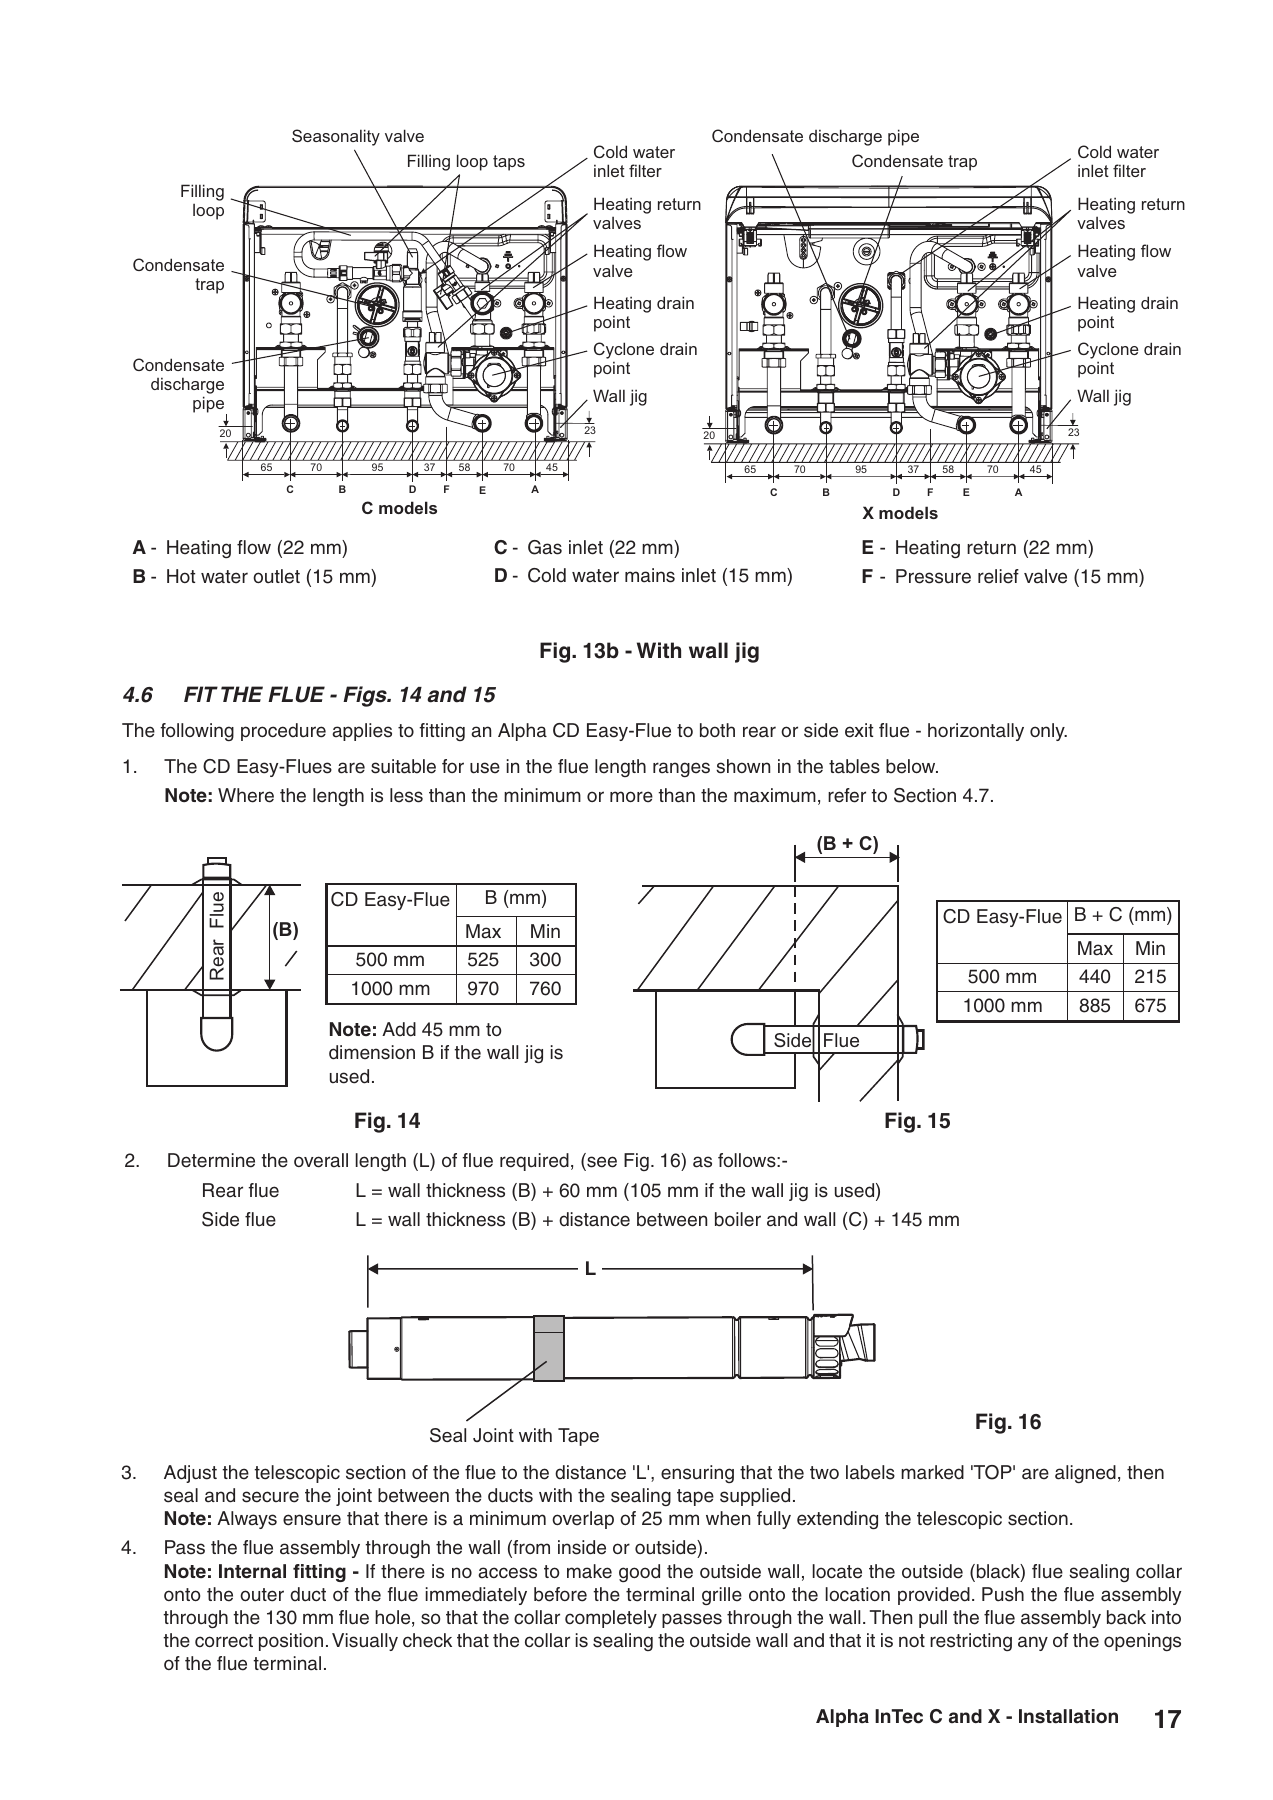 Seasonality valve
Filling loop taps
Filling
loop
Condensate
trap
Condensate
discharge
pipe
Cold water
inlet filter
Heating return
valves
Heating flow
valve
Heating drain
point
Cyclone drain
point
Wall jig
20
23
65 70 95 37 58 70 45
C B D F E A
C models
Condensate discharge pipe
Condensate trap
Cold water
inlet filter
Heating return
valves
Heating flow
valve
Heating drain
point
Cyclone drain
point
Wall jig
20
23
65 70 95 37 58 70 45
C B D F E A
X models
A - Heating flow (22 mm)
C - Gas inlet (22 mm)
E - Heating return (22 mm)
B - Hot water outlet (15 mm)
D - Cold water mains inlet (15 mm)
F - Pressure relief valve (15 mm)
Fig. 13b - With wall jig
4.6 FIT THE FLUE - Figs. 14 and 15
The following procedure applies to fitting an Alpha CD Easy-Flue to both rear or side exit flue - horizontally only.
1. The CD Easy-Flues are suitable for use in the flue length ranges shown in the tables below.
Note: Where the length is less than the minimum or more than the maximum, refer to Section 4.7.
Rear Flue
(B)
CD Easy-Flue B (mm)
Max Min
500 mm 525 300
1000 mm 970 760
Note: Add 45 mm to
dimension B if the wall jig is
used.
Fig. 14
(B + C)
Side Flue
CD Easy-Flue B + C (mm)
Max Min
500 mm 440 215
1000 mm 885 675
Fig. 15
2. Determine the overall length (L) of flue required, (see Fig. 16) as follows:-
Rear flue L = wall thickness (B) + 60 mm (105 mm if the wall jig is used)
Side flue L = wall thickness (B) + distance between boiler and wall (C) + 145 mm
L
Seal Joint with Tape
Fig. 16
3. Adjust the telescopic section of the flue to the distance 'L', ensuring that the two labels marked 'TOP' are aligned, then
seal and secure the joint between the ducts with the sealing tape supplied.
Note: Always ensure that there is a minimum overlap of 25 mm when fully extending the telescopic section.
4. Pass the flue assembly through the wall (from inside or outside).
Note: Internal fitting - If there is no access to make good the outside wall, locate the outside (black) flue sealing collar
onto the outer duct of the flue immediately before the terminal grille onto the location provided. Push the flue assembly
through the 130 mm flue hole, so that the collar completely passes through the wall. Then pull the flue assembly back into
the correct position. Visually check that the collar is sealing the outside wall and that it is not restricting any of the openings
of the flue terminal.
Alpha InTec C and X - Installation 17